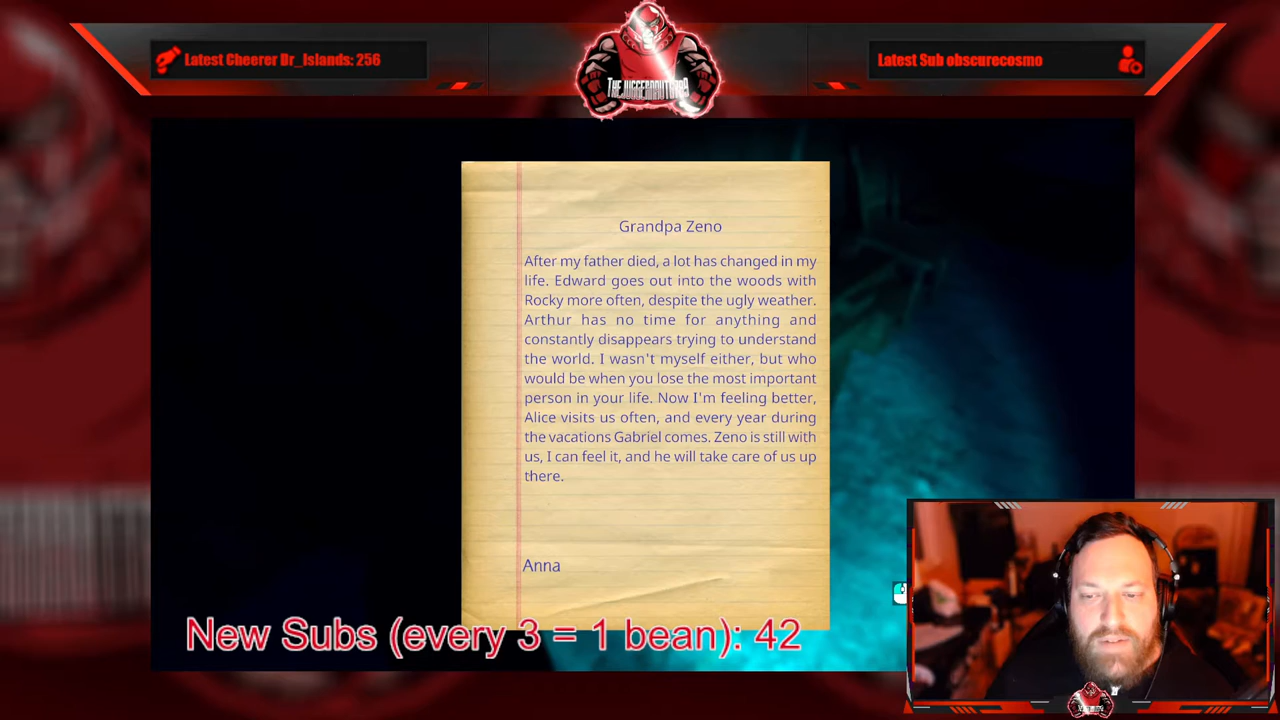 Latest Cheerer Dr_Islands: 256
Latest Sub obscurecosmo
Grandpa Zeno
After my father died, a lot has changed in my
life. Edward goes out into the woods with
Rocky more often, despite the ugly weather.
Arthur has no time for anything and
constantly disappears trying to understand
the world. I wasn't myself either, but who
would be when you lose the most important
person in your life. Now I'm feeling better,
Alice visits us often, and every year during
the vacations Gabriel comes. Zeno is still with
us, I can feel it, and he will take care of us up
there.
Anna
New Subs (every 3 = 1 bean): 42